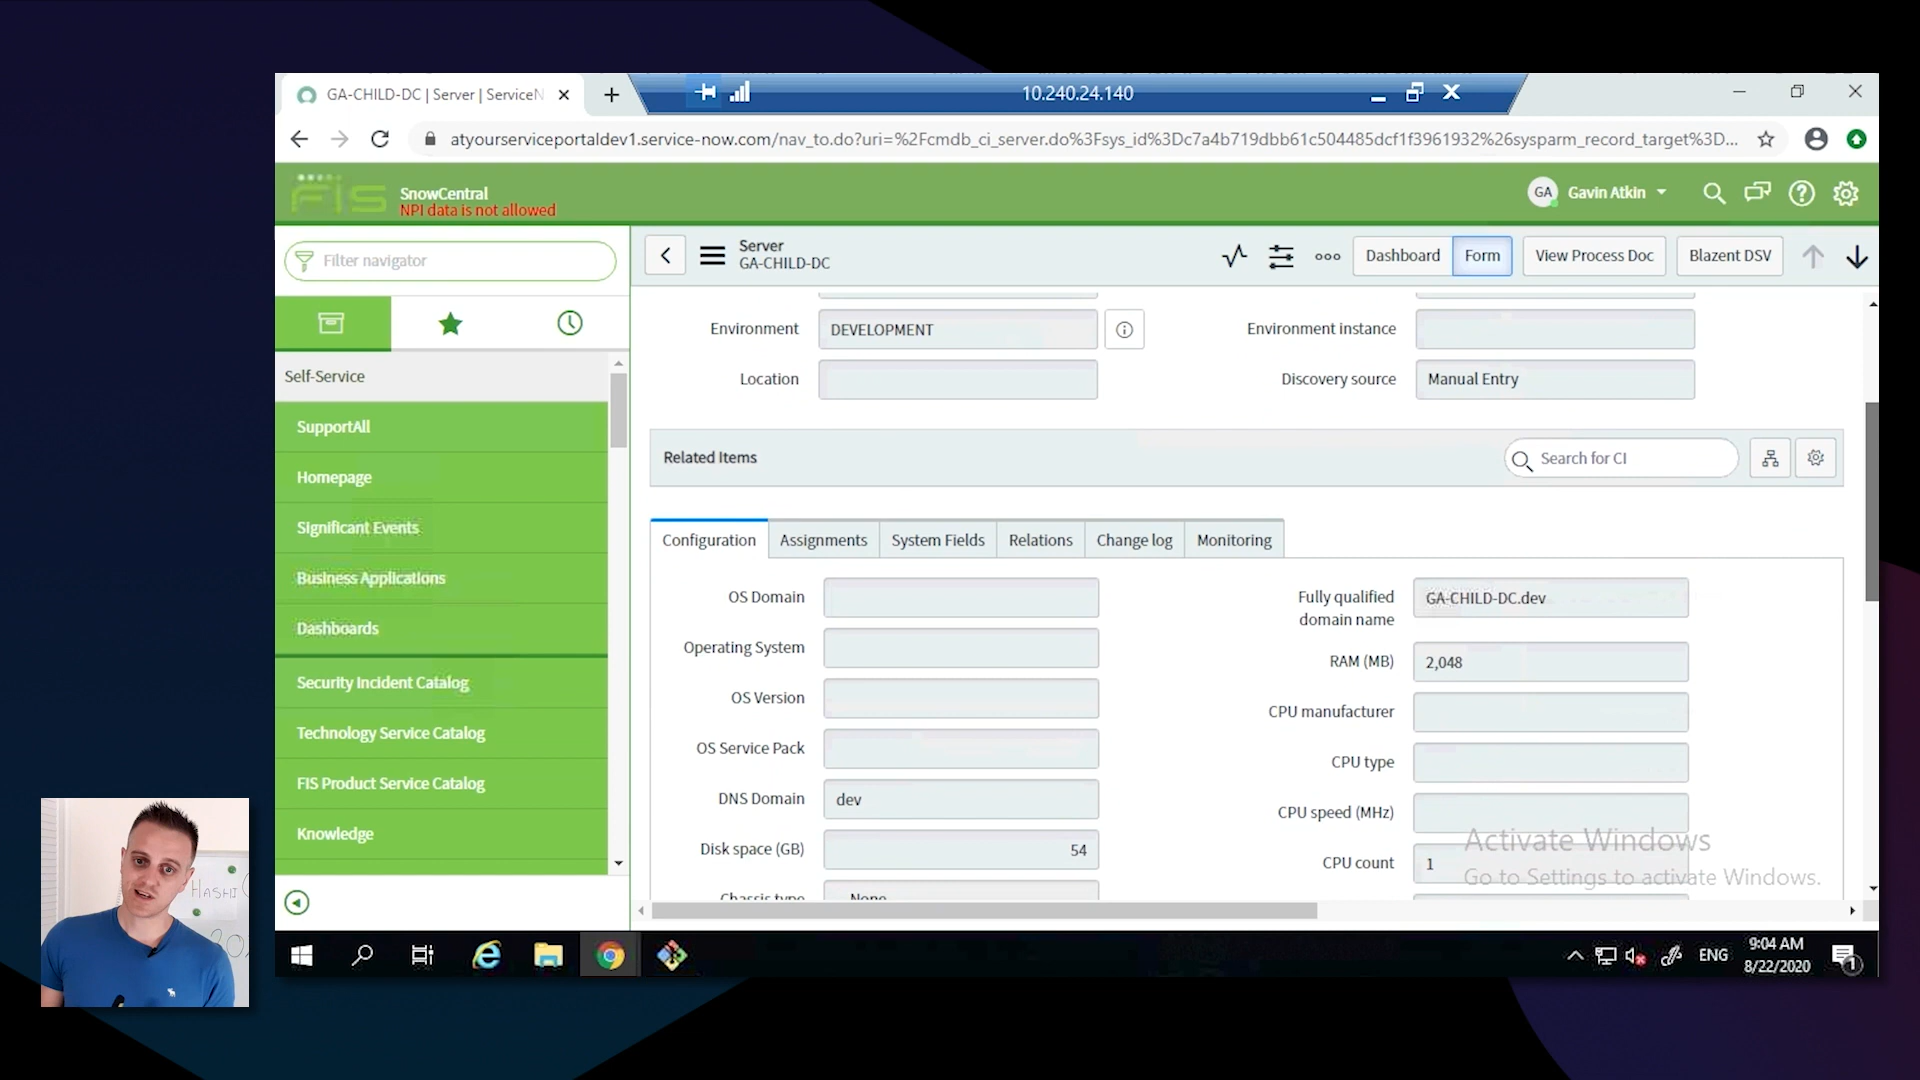 GA-CHILD-DC | Server | ServiceN
10.240.24.140
atyourserviceportaldev1.service-now.com/nav_to.do?uri=%2Fcmdb_ci_server.do%3Fsys_id%3Dc7a4b719dbb61c504485dcf1f3961932%26sysparm_record_target%3D...
FIS
SnowCentral
NPI data is not allowed
GA
Gavin Atkin
Filter navigator
Server
GA-CHILD-DC
Dashboard
Form
View Process Doc
Blazent DSV
Self-Service
SupportAll
Homepage
Significant Events
Business Applications
Dashboards
Security Incident Catalog
Technology Service Catalog
FIS Product Service Catalog
Knowledge
Environment
DEVELOPMENT
Environment instance
Location
Discovery source
Manual Entry
Related Items
Search for CI
Configuration
Assignments
System Fields
Relations
Change log
Monitoring
OS Domain
Fully qualified
domain name
GA-CHILD-DC.dev
Operating System
RAM (MB)
2,048
OS Version
CPU manufacturer
OS Service Pack
CPU type
DNS Domain
dev
CPU speed (MHz)
Disk space (GB)
54
CPU count
1
Chassis type
None
Activate Windows
Go to Settings to activate Windows.
HASHI
ENG
9:04 AM
8/22/2020
1